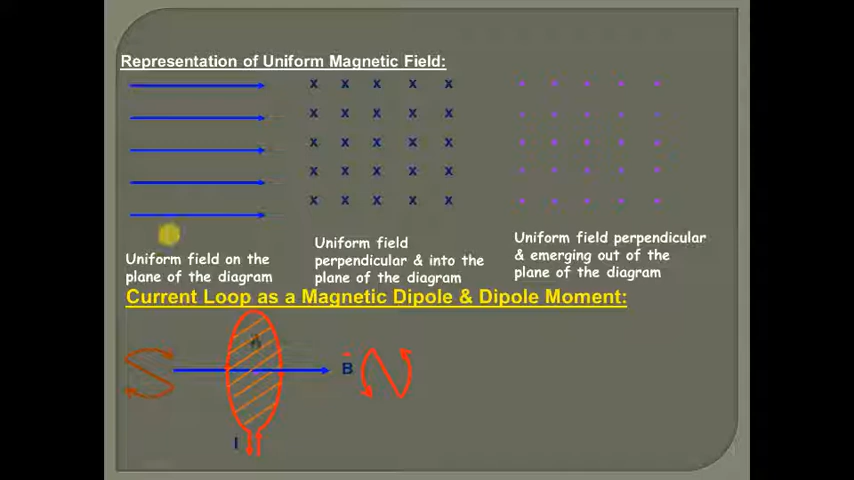 Representation of Uniform Magnetic Field:
x x x x x
x x x x x
x x x x x
x x x x x
x x x x x
Uniform field on the
plane of the diagram
Uniform field
perpendicular & into the
plane of the diagram
Uniform field perpendicular
& emerging out of the
plane of the diagram
Current Loop as a Magnetic Dipole & Dipole Moment:
A
S
B
N
I